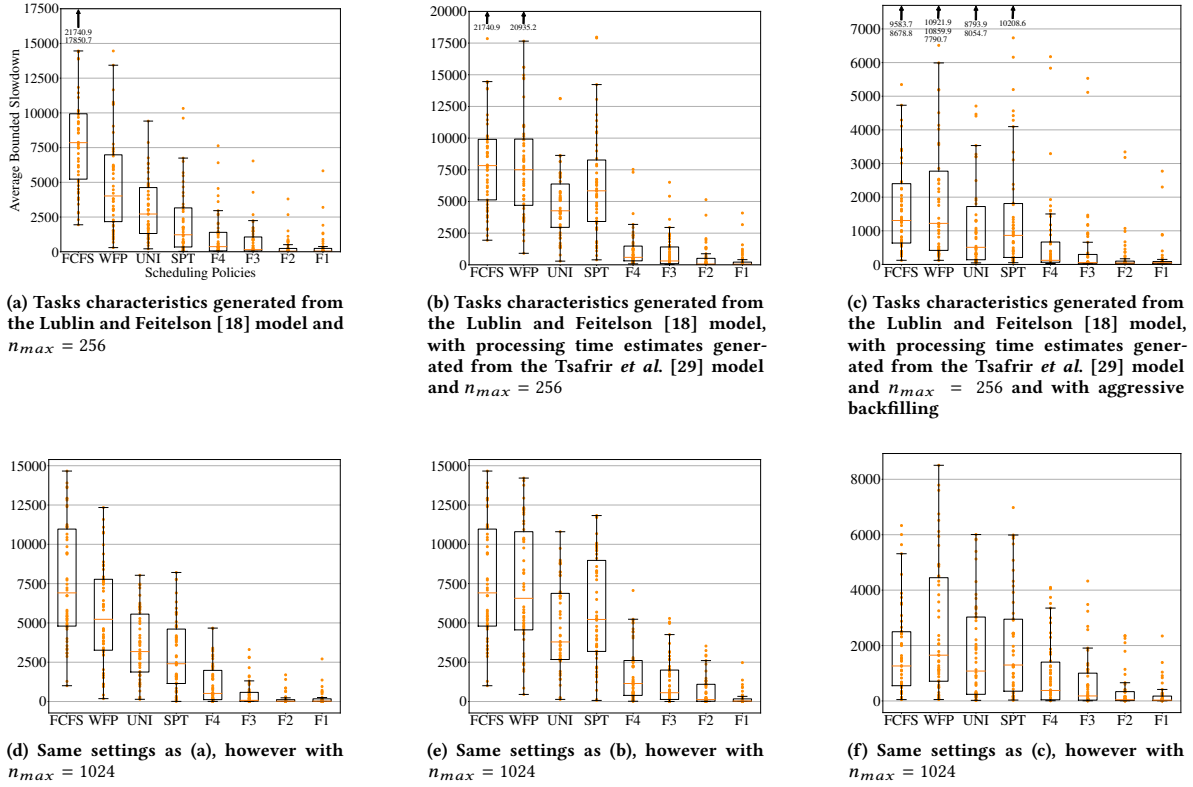 21740.9
17850.7
17500
15000
12500
10000
7500
5000
2500
0
Average Bounded Slowdown
FCFS WFP UNI SPT F4 F3 F2 F1
Scheduling Policies
(a) Tasks characteristics generated from
the Lublin and Feitelson [18] model and
nmax = 256
21740.9 20935.2
20000
17500
15000
12500
10000
7500
5000
2500
0
FCFS WFP UNI SPT F4 F3 F2 F1
(b) Tasks characteristics generated from
the Lublin and Feitelson [18] model,
with processing time estimates gener-
ated from the Tsafrir et al. [29] model
and nmax = 256
9583.7 10921.9 8793.9 10208.6
8678.8 10859.9 8054.7
7790.7
7000
6000
5000
4000
3000
2000
1000
0
FCFS WFP UNI SPT F4 F3 F2 F1
(c) Tasks characteristics generated from
the Lublin and Feitelson [18] model,
with processing time estimates gener-
ated from the Tsafrir et al. [29] model
and nmax = 256 and with aggressive
backfilling
15000
12500
10000
7500
5000
2500
0
FCFS WFP UNI SPT F4 F3 F2 F1
(d) Same settings as (a), however with
nmax = 1024
15000
12500
10000
7500
5000
2500
0
FCFS WFP UNI SPT F4 F3 F2 F1
(e) Same settings as (b), however with
nmax = 1024
8000
6000
4000
2000
0
FCFS WFP UNI SPT F4 F3 F2 F1
(f) Same settings as (c), however with
nmax = 1024